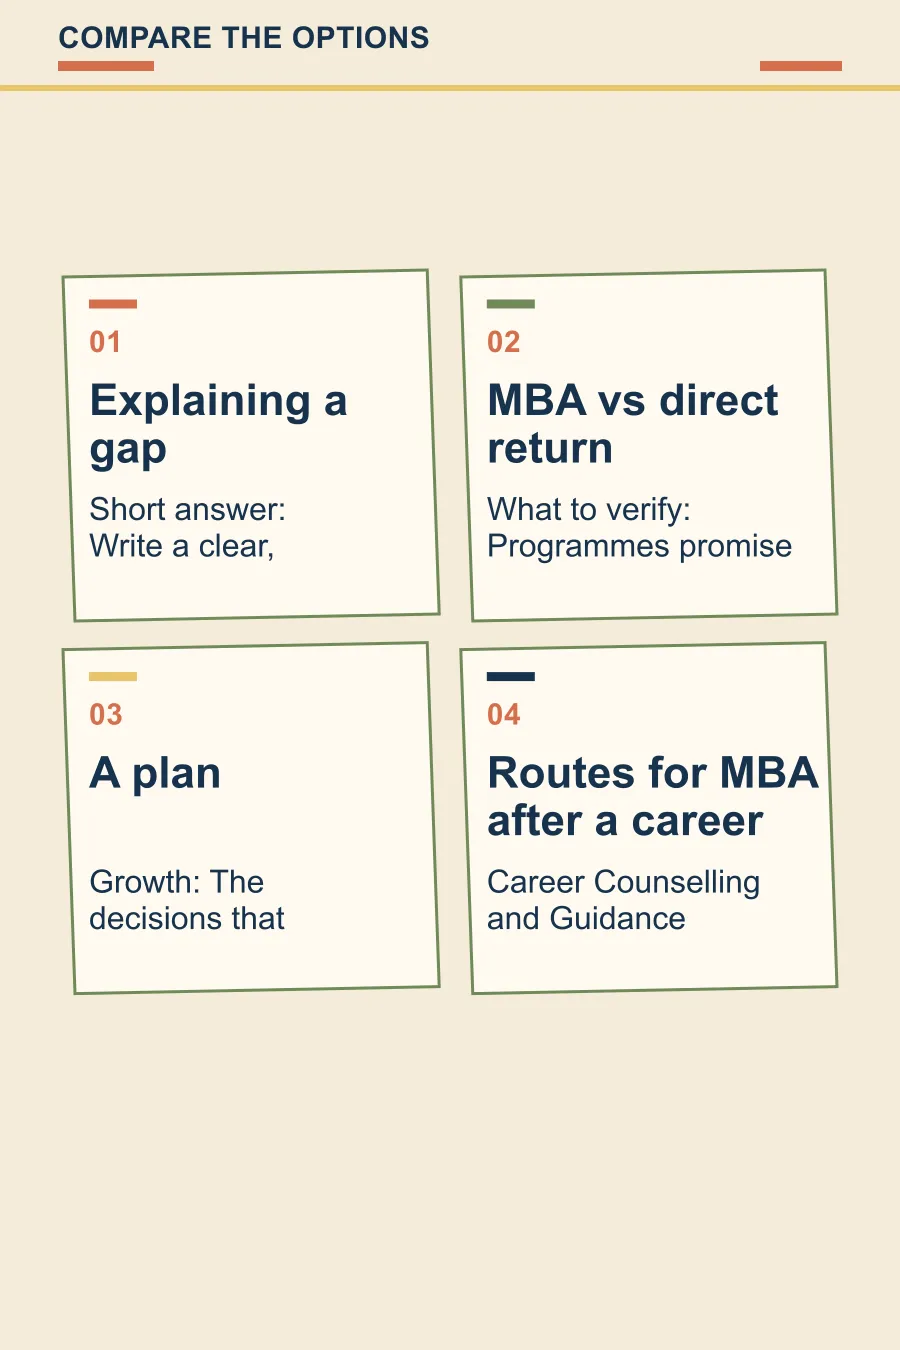 COMPARE THE OPTIONS
01
Explaining a
gap
Short answer:
Write a clear,
02
MBA vs direct
return
What to verify:
Programmes promise
03
A plan
Growth: The
decisions that
04
Routes for MBA
after a career
Career Counselling
and Guidance